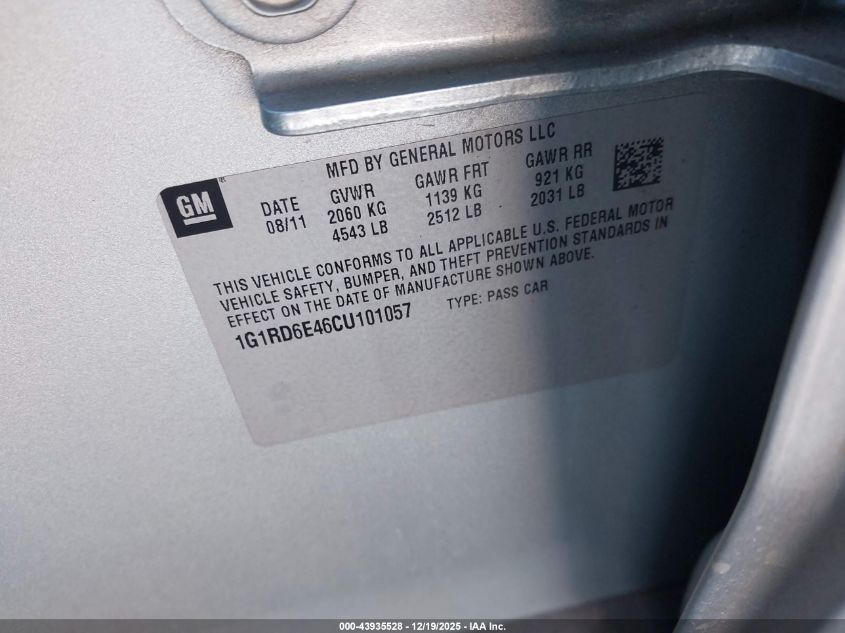 MFD BY GENERAL MOTORS LLC
GM
DATE GVWR GAWR FRT GAWR RR
08/11 2060 KG 1139 KG 921 KG
4543 LB 2512 LB 2031 LB
THIS VEHICLE CONFORMS TO ALL APPLICABLE U.S. FEDERAL MOTOR
VEHICLE SAFETY, BUMPER, AND THEFT PREVENTION STANDARDS IN
EFFECT ON THE DATE OF MANUFACTURE SHOWN ABOVE.
1G1RD6E46CU101057 TYPE: PASS CAR
000-43935528 - 12/19/2025 - IAA Inc.